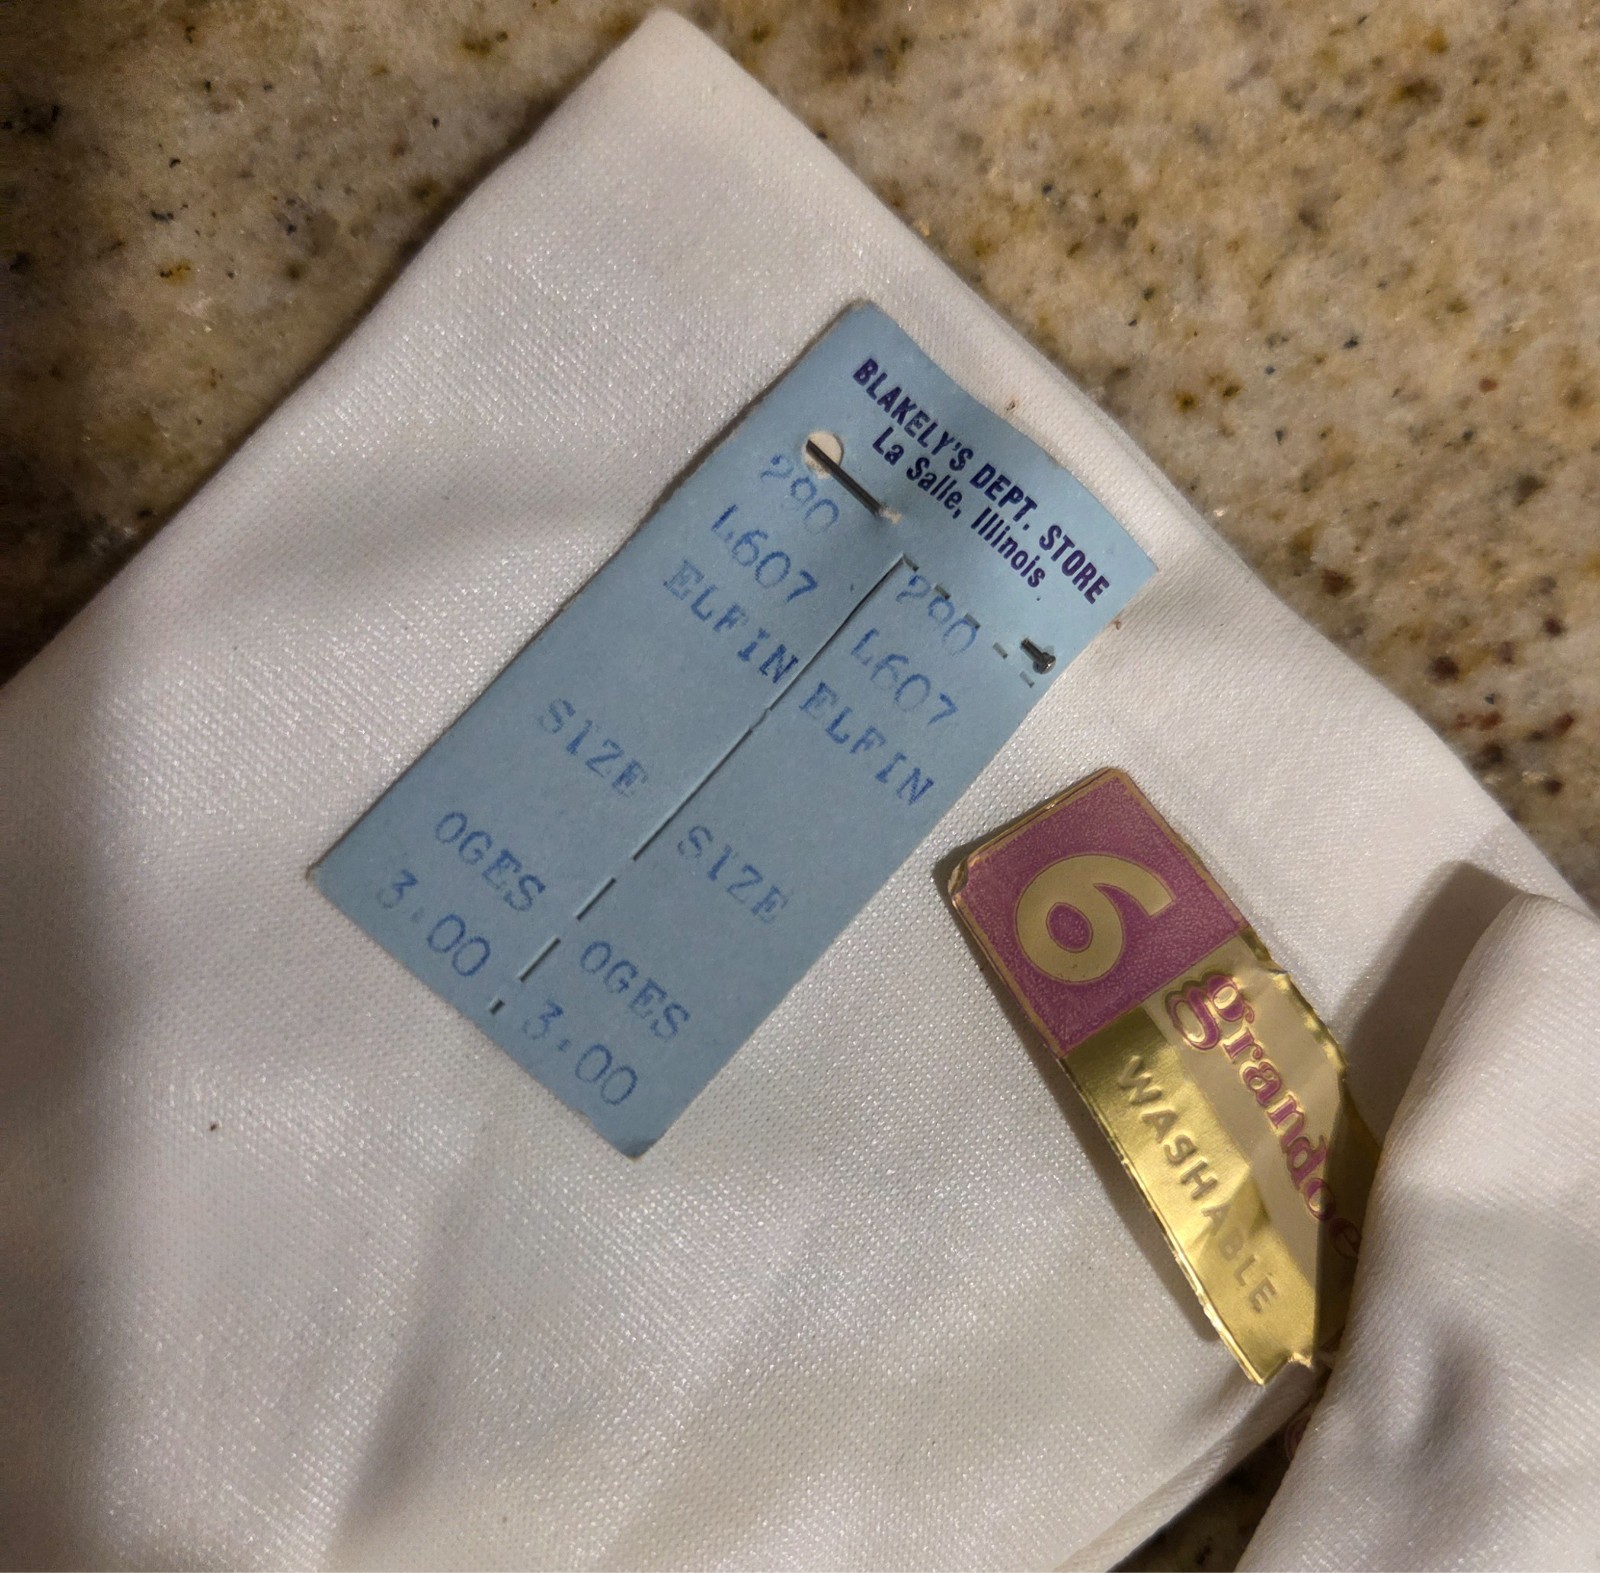 BLAKELY'S DEPT. STORE
La Salle, Illinois
290
L607
ELFIN
SIZE
OGES
3.00
290
L607
ELFIN
SIZE
OGES
3.00
6
grandoe
WASHABLE